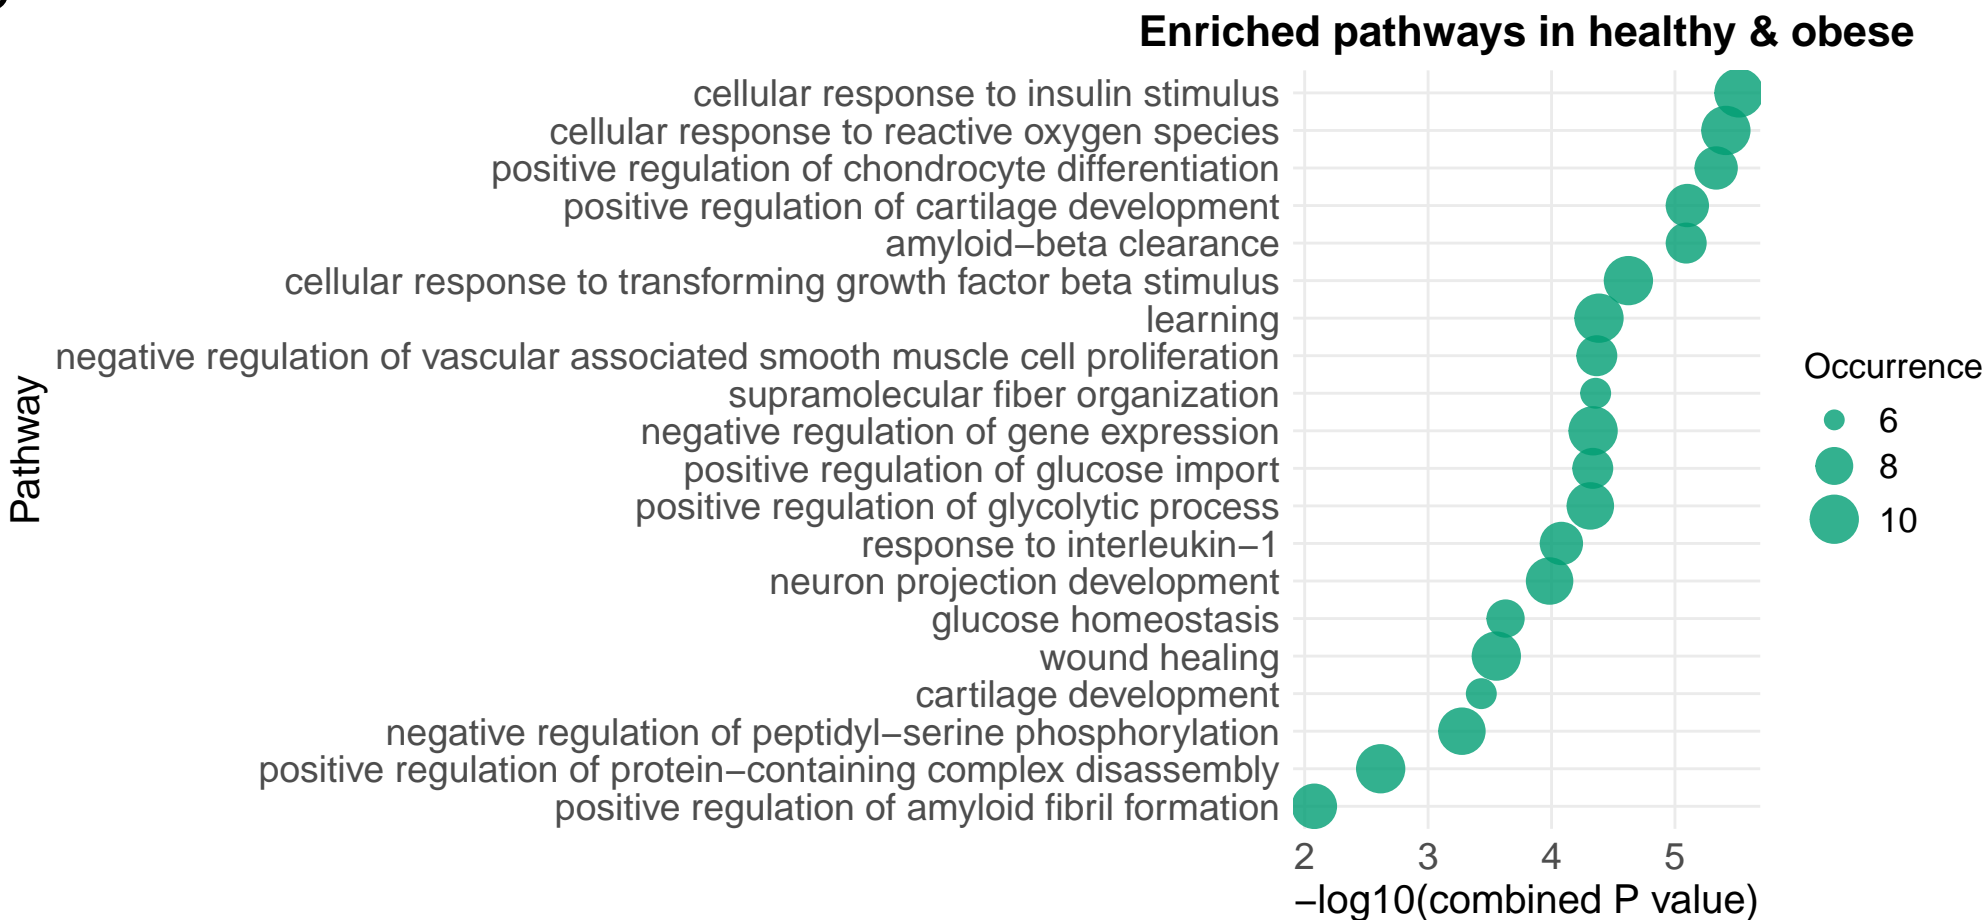 Enriched pathways in healthy & obese
cellular response to insulin stimulus
cellular response to reactive oxygen species
positive regulation of chondrocyte differentiation
positive regulation of cartilage development
amyloid−beta clearance
cellular response to transforming growth factor beta stimulus
learning
negative regulation of vascular associated smooth muscle cell proliferation
supramolecular fiber organization
negative regulation of gene expression
positive regulation of glucose import
positive regulation of glycolytic process
response to interleukin−1
neuron projection development
glucose homeostasis
wound healing
cartilage development
negative regulation of peptidyl−serine phosphorylation
positive regulation of protein−containing complex disassembly
positive regulation of amyloid fibril formation
Pathway
2 3 4 5
−log10(combined P value)
Occurrence
6
8
10